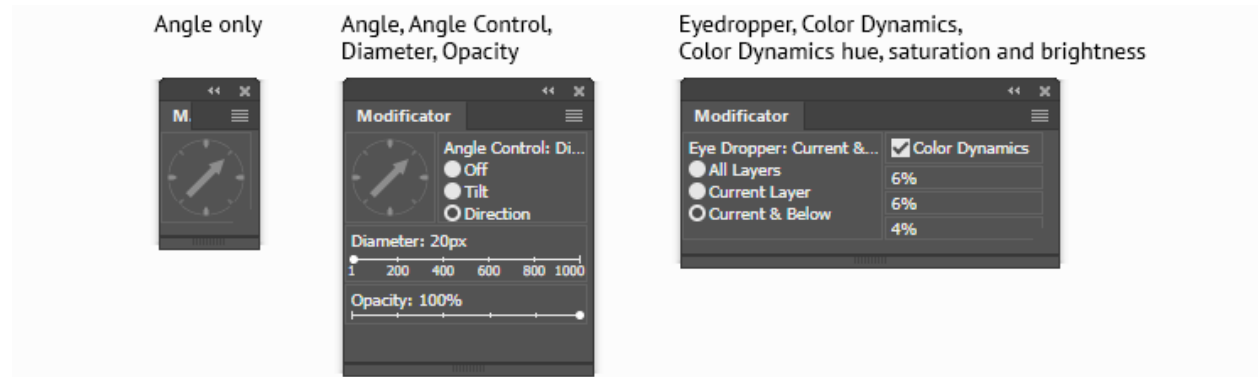 Angle only
M.
Angle, Angle Control,
Diameter, Opacity
Modificator
Angle Control: Di...
Off
Tilt
Direction
Diameter: 20px
1 200 400 600 800 1000
Opacity: 100%
Eyedropper, Color Dynamics,
Color Dynamics hue, saturation and brightness
Modificator
Eye Dropper: Current &...
All Layers
Current Layer
Current & Below
Color Dynamics
6%
6%
4%